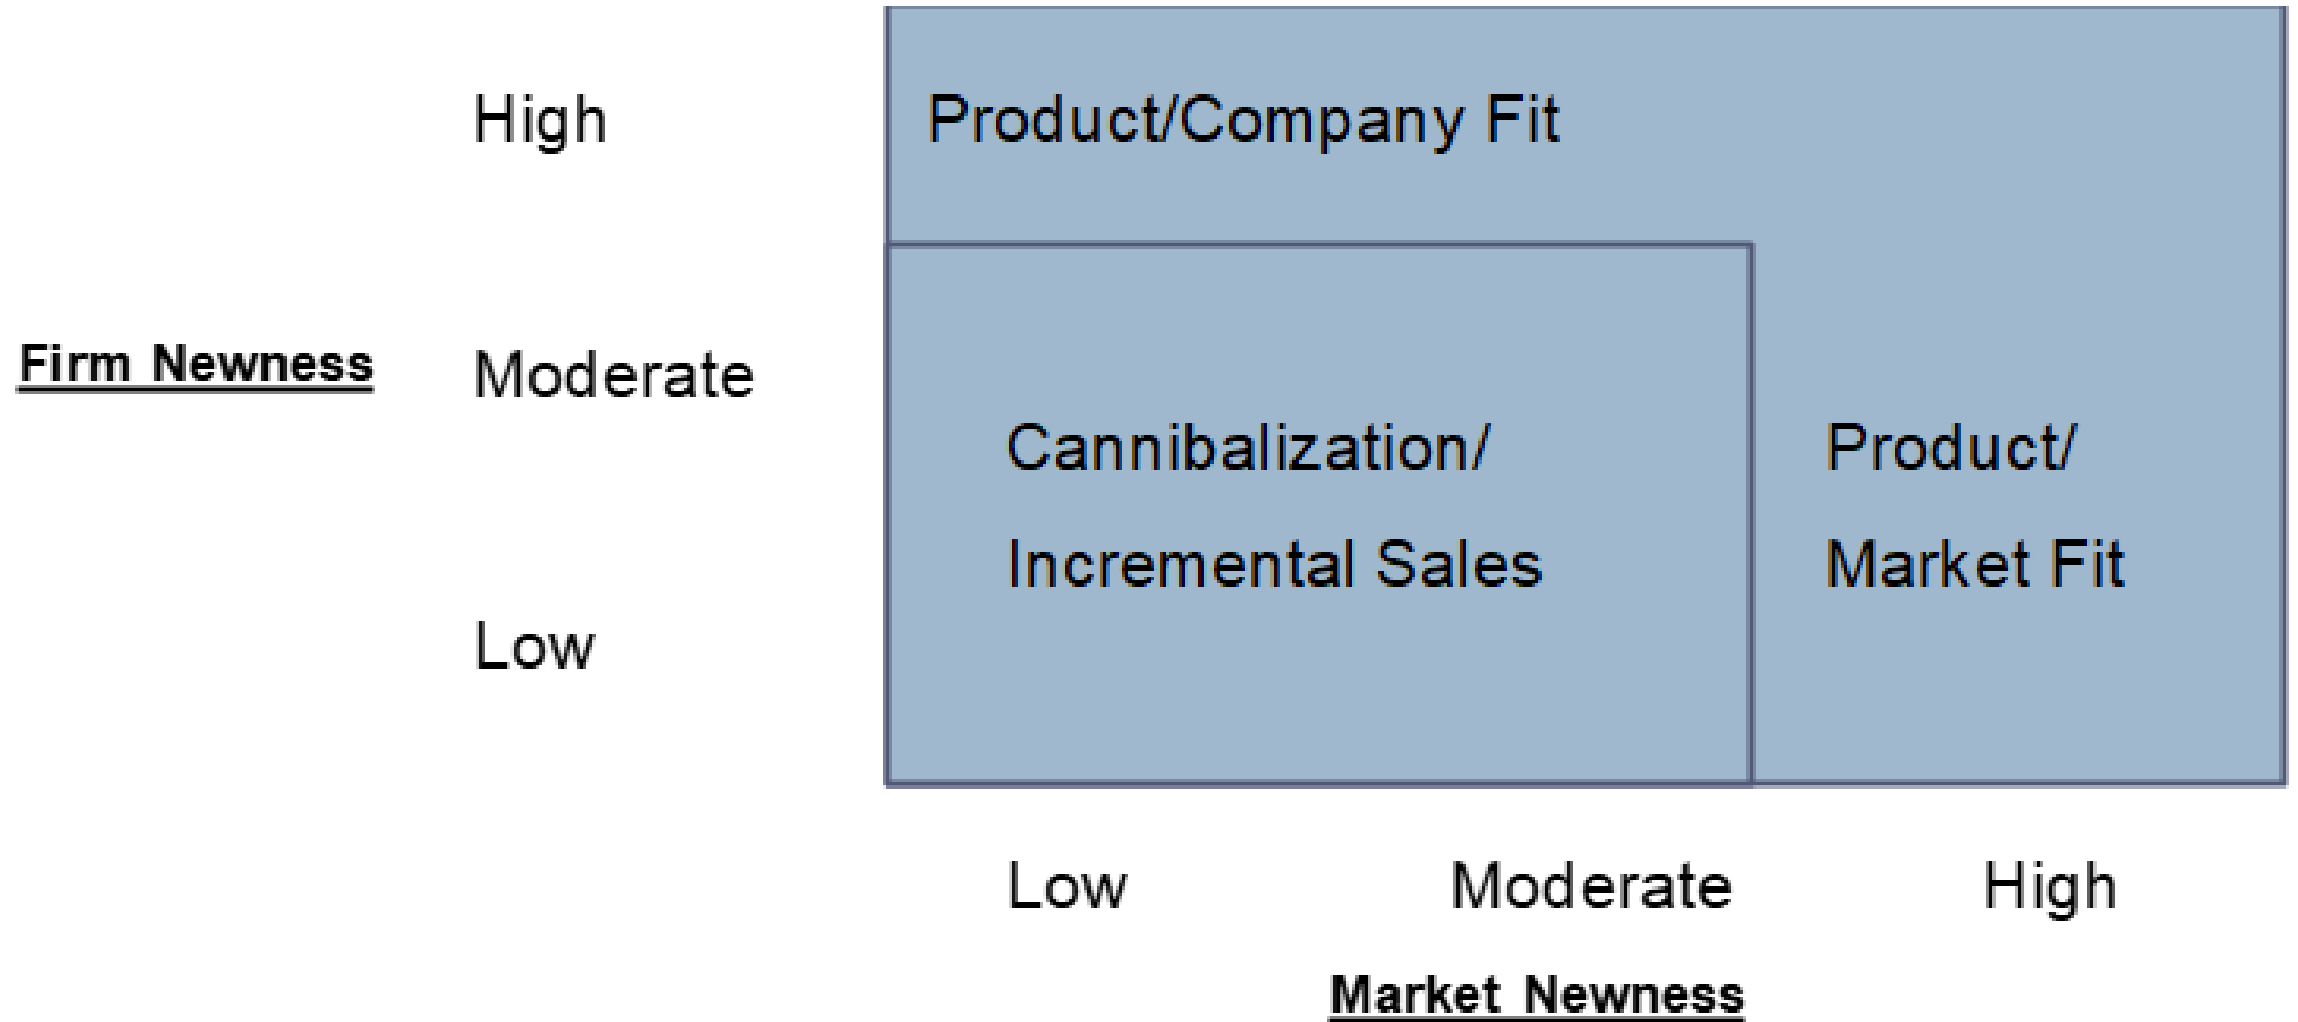 High
Product/Company Fit
Firm Newness
Moderate
Cannibalization/
Incremental Sales
Product/
Market Fit
Low
Low
Moderate
High
Market Newness